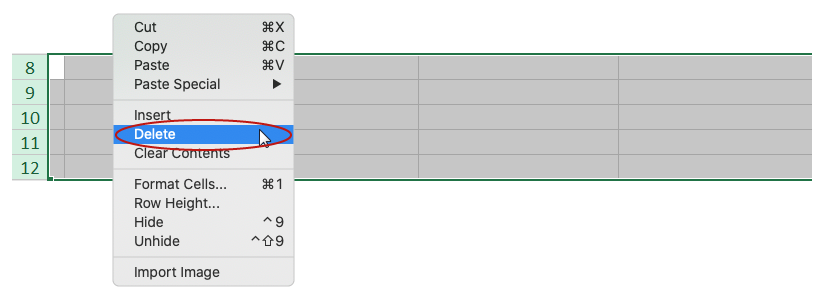 Cut ⌘X
Copy ⌘C
Paste ⌘V
Paste Special ▶
Insert
Delete
Clear Contents
Format Cells... ⌘1
Row Height...
Hide ^9
Unhide ^⇧9
Import Image
8
9
10
11
12